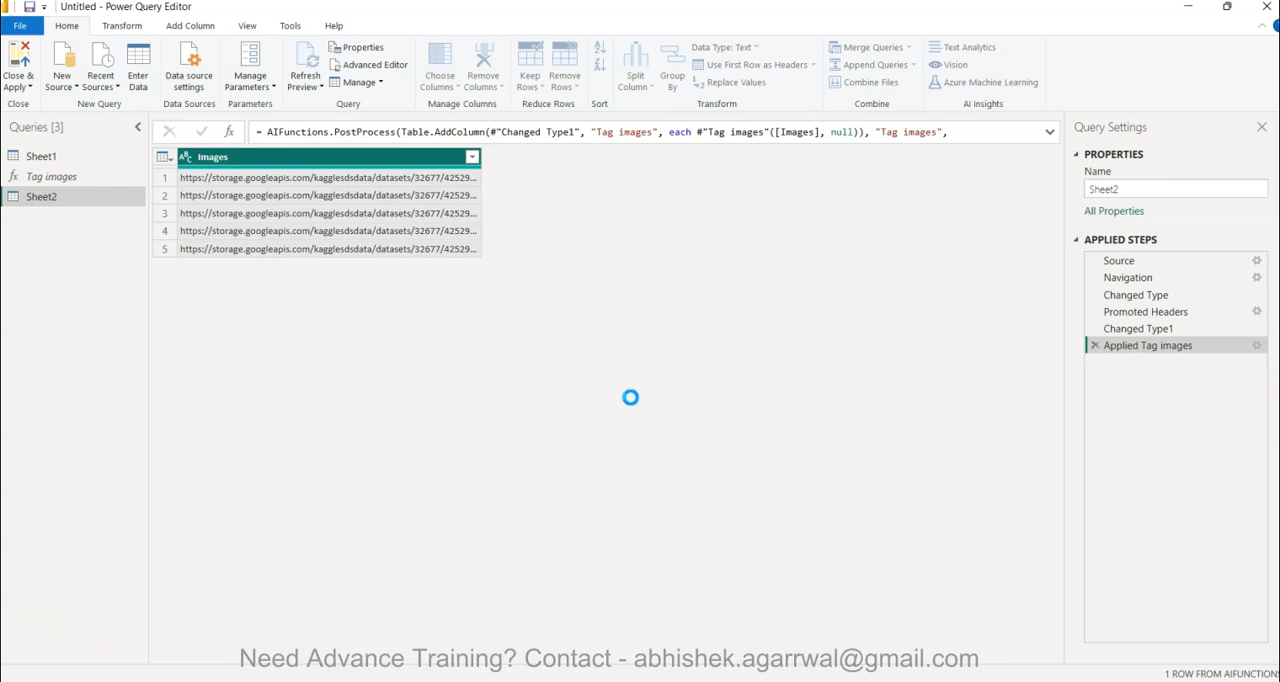 Untitled - Power Query Editor
File Home Transform Add Column View Tools Help
Close & Apply
Close
New Source
Recent Sources
Enter Data
New Query
Data source settings
Data Sources
Manage Parameters
Parameters
Refresh Preview
Properties
Advanced Editor
Manage
Query
Choose Columns
Remove Columns
Manage Columns
Keep Rows
Remove Rows
Reduce Rows
Sort
Split Column
Group By
Data Type: Text
Use First Row as Headers
Replace Values
Transform
Merge Queries
Append Queries
Combine Files
Combine
Text Analytics
Vision
Azure Machine Learning
AI Insights
Queries [3]
Sheet1
Tag images
Sheet2
= AIFunctions.PostProcess(Table.AddColumn(#"Changed Type1", "Tag images", each #"Tag images"([Images], null)), "Tag images",
Images
1 https://storage.googleapis.com/kagglesdsdata/datasets/32677/42529...
2 https://storage.googleapis.com/kagglesdsdata/datasets/32677/42529...
3 https://storage.googleapis.com/kagglesdsdata/datasets/32677/42529...
4 https://storage.googleapis.com/kagglesdsdata/datasets/32677/42529...
5 https://storage.googleapis.com/kagglesdsdata/datasets/32677/42529...
Query Settings
PROPERTIES
Name
Sheet2
All Properties
APPLIED STEPS
Source
Navigation
Changed Type
Promoted Headers
Changed Type1
Applied Tag images
Need Advance Training? Contact - abhishek.agarrwal@gmail.com
1 ROW FROM AIFUNCTIONS